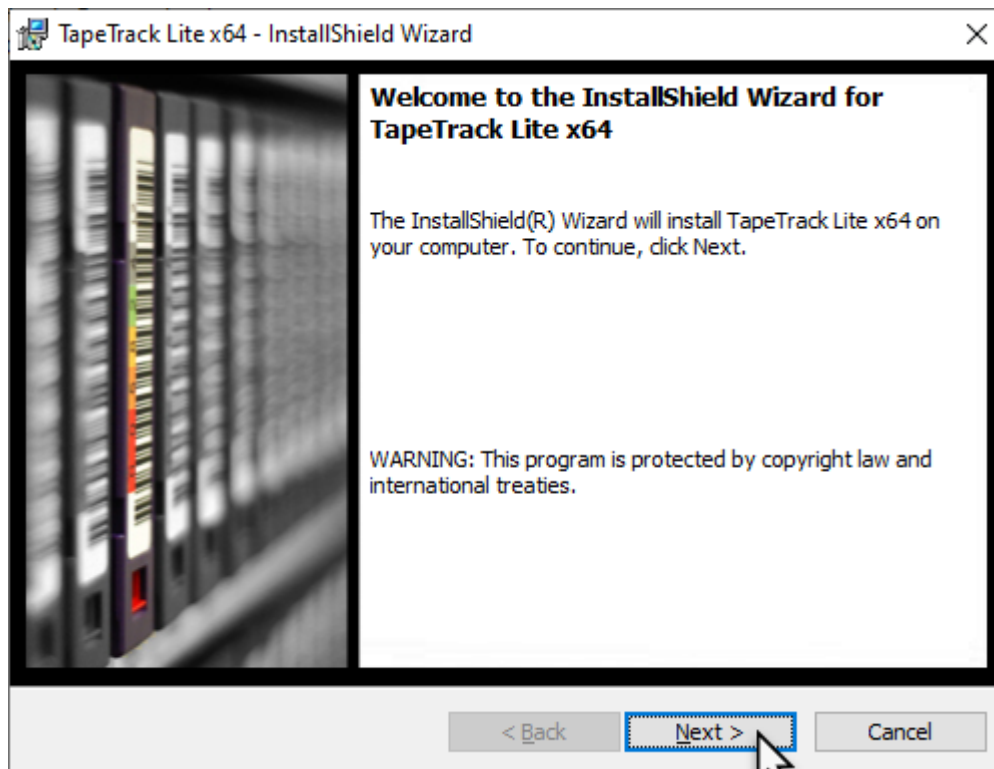 TapeTrack Lite x64 - InstallShield Wizard
Welcome to the InstallShield Wizard for
TapeTrack Lite x64
The InstallShield(R) Wizard will install TapeTrack Lite x64 on
your computer. To continue, click Next.
WARNING: This program is protected by copyright law and
international treaties.
< Back
Next >
Cancel